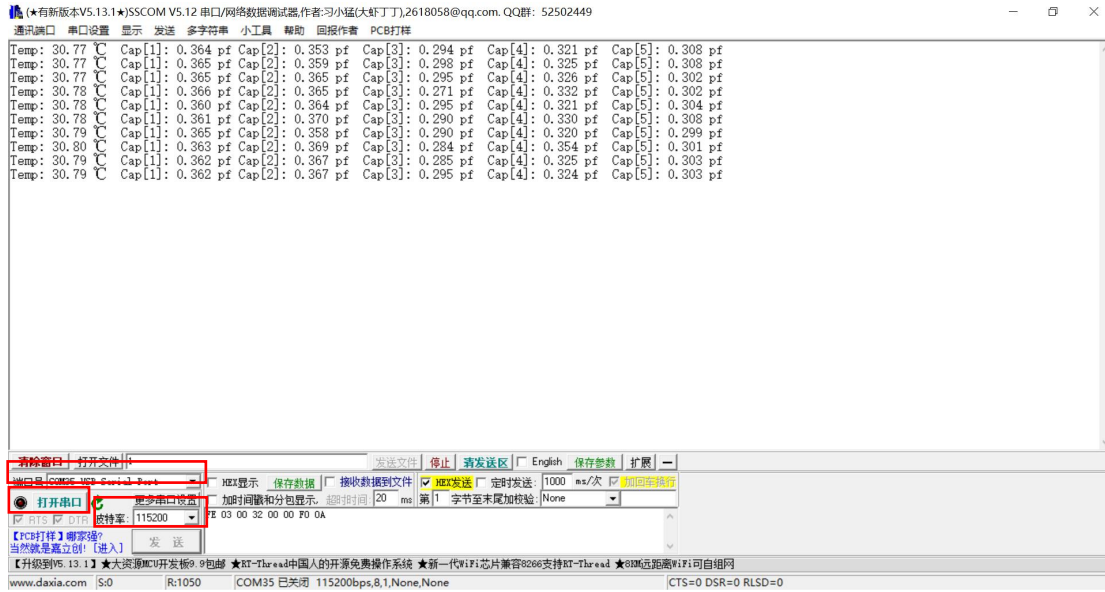 (★有新版本V5.13.1★)SSCOM V5.12 串口/网络数据调试器,作者:习小猛(大虾丁丁),2618058@qq.com. QQ群: 52502449
通讯端口 串口设置 显示 发送 多字符串 小工具 帮助 回报作者 PCB打样
Temp: 30.77 ℃ Cap[1]: 0.364 pf Cap[2]: 0.353 pf Cap[3]: 0.294 pf Cap[4]: 0.321 pf Cap[5]: 0.308 pf
Temp: 30.77 ℃ Cap[1]: 0.365 pf Cap[2]: 0.359 pf Cap[3]: 0.298 pf Cap[4]: 0.325 pf Cap[5]: 0.308 pf
Temp: 30.77 ℃ Cap[1]: 0.365 pf Cap[2]: 0.365 pf Cap[3]: 0.295 pf Cap[4]: 0.326 pf Cap[5]: 0.302 pf
Temp: 30.78 ℃ Cap[1]: 0.366 pf Cap[2]: 0.365 pf Cap[3]: 0.271 pf Cap[4]: 0.332 pf Cap[5]: 0.302 pf
Temp: 30.78 ℃ Cap[1]: 0.360 pf Cap[2]: 0.364 pf Cap[3]: 0.295 pf Cap[4]: 0.321 pf Cap[5]: 0.304 pf
Temp: 30.78 ℃ Cap[1]: 0.361 pf Cap[2]: 0.370 pf Cap[3]: 0.290 pf Cap[4]: 0.330 pf Cap[5]: 0.308 pf
Temp: 30.79 ℃ Cap[1]: 0.365 pf Cap[2]: 0.358 pf Cap[3]: 0.290 pf Cap[4]: 0.320 pf Cap[5]: 0.299 pf
Temp: 30.80 ℃ Cap[1]: 0.363 pf Cap[2]: 0.369 pf Cap[3]: 0.284 pf Cap[4]: 0.354 pf Cap[5]: 0.301 pf
Temp: 30.79 ℃ Cap[1]: 0.362 pf Cap[2]: 0.367 pf Cap[3]: 0.285 pf Cap[4]: 0.325 pf Cap[5]: 0.303 pf
Temp: 30.79 ℃ Cap[1]: 0.362 pf Cap[2]: 0.367 pf Cap[3]: 0.295 pf Cap[4]: 0.324 pf Cap[5]: 0.303 pf
清除窗口 打开文件 发送文件 停止 清发送区 English 保存参数 扩展
端口号 COM35 VSP Serial Port HEX显示 保存数据 接收数据到文件 HEX发送 定时发送: 1000 ms/次 加回车换行
打开串口 更多串口设置 加时间戳和分包显示. 超时时间: 20 ms 第 1 字节至末尾加校验: None
RTS DTR 波特率: 115200 FE 03 00 32 00 00 F0 0A
【PCB打样】哪家强?
当然就是嘉立创!【进入】 发 送
【升级到V5.13.1】★大资源MCU开发板9.9包邮 ★RT-Thread中国人的开源免费操作系统 ★新一代WiFi芯片兼容8266支持RT-Thread ★8KM远距离WiFi可自组网
www.daxia.com S:0 R:1050 COM35 已关闭 115200bps,8,1,None,None CTS=0 DSR=0 RLSD=0